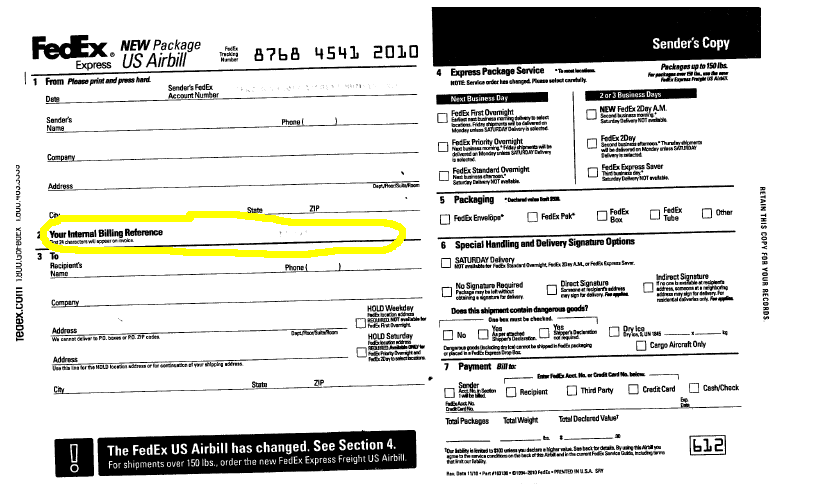 FedEx® NEW Package
Express US Airbill
FedEx Tracking Number 8768 4541 2010
1 From Please print and press hard.
Date
Sender's FedEx Account Number
Sender's Name
Phone ( )
Company
Address
Dept./Floor/Suite/Room
City State ZIP
2 Your Internal Billing Reference
First 24 characters will appear on invoice.
3 To
Recipient's Name
Phone ( )
Company
Address
We cannot deliver to P.O. boxes or P.O. ZIP codes.
Dept./Floor/Suite/Room
Address
Use this line for the HOLD location address or for continuation of your shipping address.
City State ZIP
HOLD Weekday
FedEx location address
REQUIRED. NOT available for
FedEx First Overnight.
HOLD Saturday
FedEx location address
REQUIRED. Available ONLY for
FedEx Priority Overnight and
FedEx 2Day to select locations.
The FedEx US Airbill has changed. See Section 4.
For shipments over 150 lbs., order the new FedEx Express Freight US Airbill.
fedex.com 1.800.GoFedEx 1.800.463.3339
Sender's Copy
4 Express Package Service * To most locations.
NOTE: Service order has changed. Please select carefully.
Packages up to 150 lbs.
For packages over 150 lbs., use the new
FedEx Express Freight US Airbill.
Next Business Day
FedEx First Overnight
Earliest next business morning delivery to select
locations. Friday shipments will be delivered on
Monday unless SATURDAY Delivery is selected.
FedEx Priority Overnight
Next business morning.* Friday shipments will be
delivered on Monday unless SATURDAY Delivery
is selected.
FedEx Standard Overnight
Next business afternoon.*
Saturday Delivery NOT available.
2 or 3 Business Days
NEW FedEx 2Day A.M.
Second business morning.*
Saturday Delivery NOT available.
FedEx 2Day
Second business afternoon.* Thursday shipments
will be delivered on Monday unless SATURDAY
Delivery is selected.
FedEx Express Saver
Third business day.*
Saturday Delivery NOT available.
5 Packaging * Declared value limit $500.
FedEx Envelope*
FedEx Pak*
FedEx Box
FedEx Tube
Other
6 Special Handling and Delivery Signature Options
SATURDAY Delivery
NOT available for FedEx Standard Overnight, FedEx 2Day A.M., or FedEx Express Saver.
No Signature Required
Package may be left without
obtaining a signature for delivery.
Direct Signature
Someone at recipient's address
may sign for delivery. Fee applies.
Indirect Signature
If no one is available at recipient's
address, someone at a neighboring
address may sign for delivery. For
residential deliveries only. Fee applies.
Does this shipment contain dangerous goods?
One box must be checked.
No
Yes
As per attached
Shipper's Declaration.
Yes
Shipper's Declaration
not required.
Dry Ice
Dry Ice, 9, UN 1845 x kg
Dangerous goods (including dry ice) cannot be shipped in FedEx packaging
or placed in a FedEx Express Drop Box.
Cargo Aircraft Only
7 Payment Bill to:
Enter FedEx Acct. No. or Credit Card No. below.
Sender
Acct. No. in Section
1 will be billed.
Recipient
Third Party
Credit Card
Cash/Check
FedEx Acct. No.
Credit Card No.
Exp. Date
Total Packages Total Weight Total Declared Value†
lbs. $ .00
†Our liability is limited to $100 unless you declare a higher value. See back for details. By using this Airbill you
agree to the service conditions on the back of this Airbill and in the current FedEx Service Guide, including terms
that limit our liability.
612
Rev. Date 11/10 • Part #163136 • ©1994–2010 FedEx • PRINTED IN U.S.A. SRY
RETAIN THIS COPY FOR YOUR RECORDS.